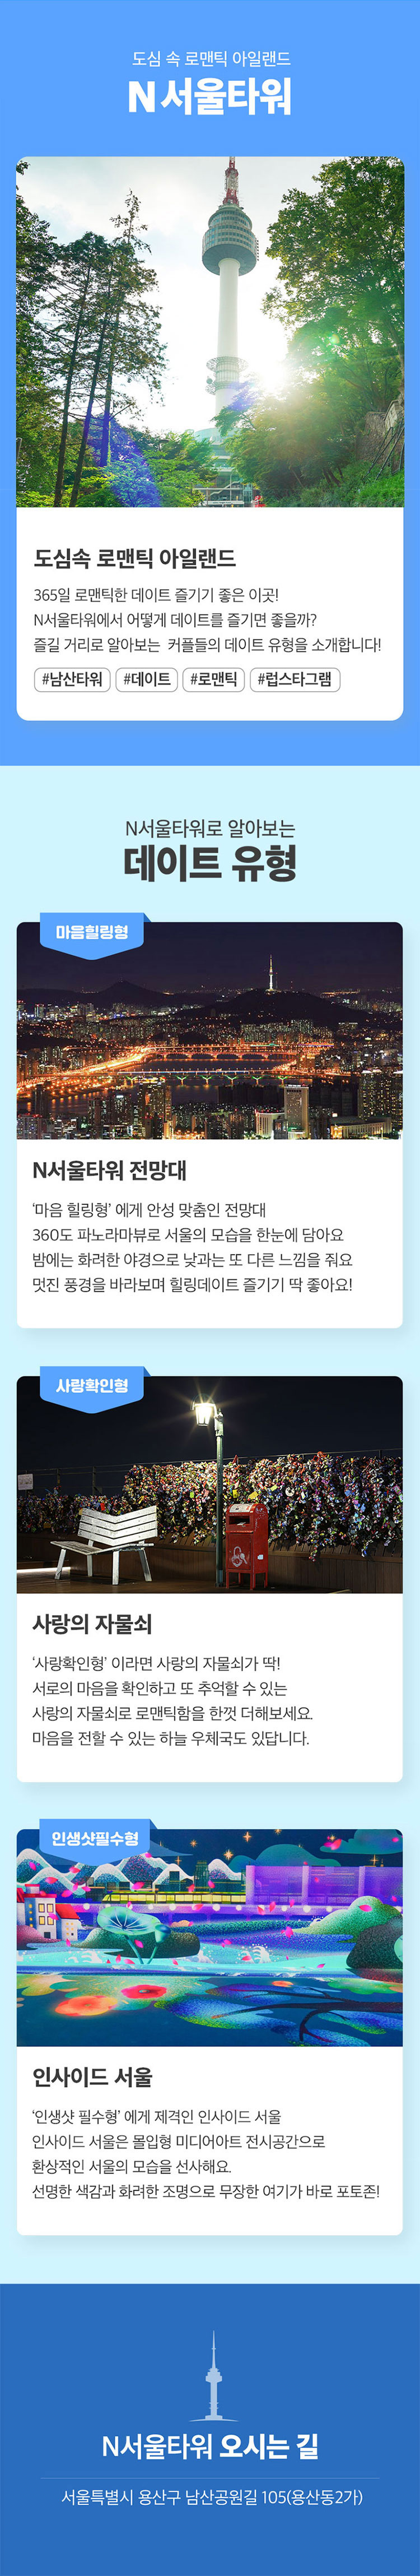 도심 속 로맨틱 아일랜드
N서울타워
도심속 로맨틱 아일랜드
365일 로맨틱한 데이트 즐기기 좋은 이곳!
N서울타워에서 어떻게 데이트를 즐기면 좋을까?
즐길 거리로 알아보는 커플들의 데이트 유형을 소개합니다!
#남산타워 #데이트 #로맨틱 #럽스타그램
N서울타워로 알아보는
데이트 유형
마음힐링형
N서울타워 전망대
‘마음 힐링형’ 에게 안성 맞춤인 전망대
360도 파노라마뷰로 서울의 모습을 한눈에 담아요
밤에는 화려한 야경으로 낮과는 또 다른 느낌을 줘요
멋진 풍경을 바라보며 힐링데이트 즐기기 딱 좋아요!
사랑확인형
사랑의 자물쇠
‘사랑확인형’ 이라면 사랑의 자물쇠가 딱!
서로의 마음을 확인하고 또 추억할 수 있는
사랑의 자물쇠로 로맨틱함을 한껏 더해보세요.
마음을 전할 수 있는 하늘 우체국도 있답니다.
인생샷필수형
인사이드 서울
‘인생샷 필수형’ 에게 제격인 인사이드 서울
인사이드 서울은 몰입형 미디어아트 전시공간으로
환상적인 서울의 모습을 선사해요.
선명한 색감과 화려한 조명으로 무장한 여기가 바로 포토존!
N서울타워 오시는 길
서울특별시 용산구 남산공원길 105(용산동2가)